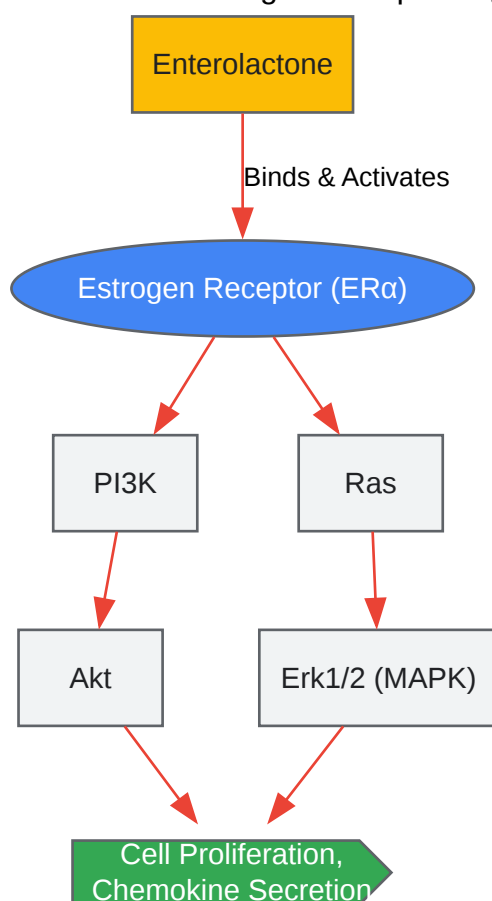 Enterolactone
Binds & Activates
Estrogen Receptor (ERα)
PI3K
Ras
Akt
Erk1/2 (MAPK)
Cell Proliferation,
Chemokine Secretion